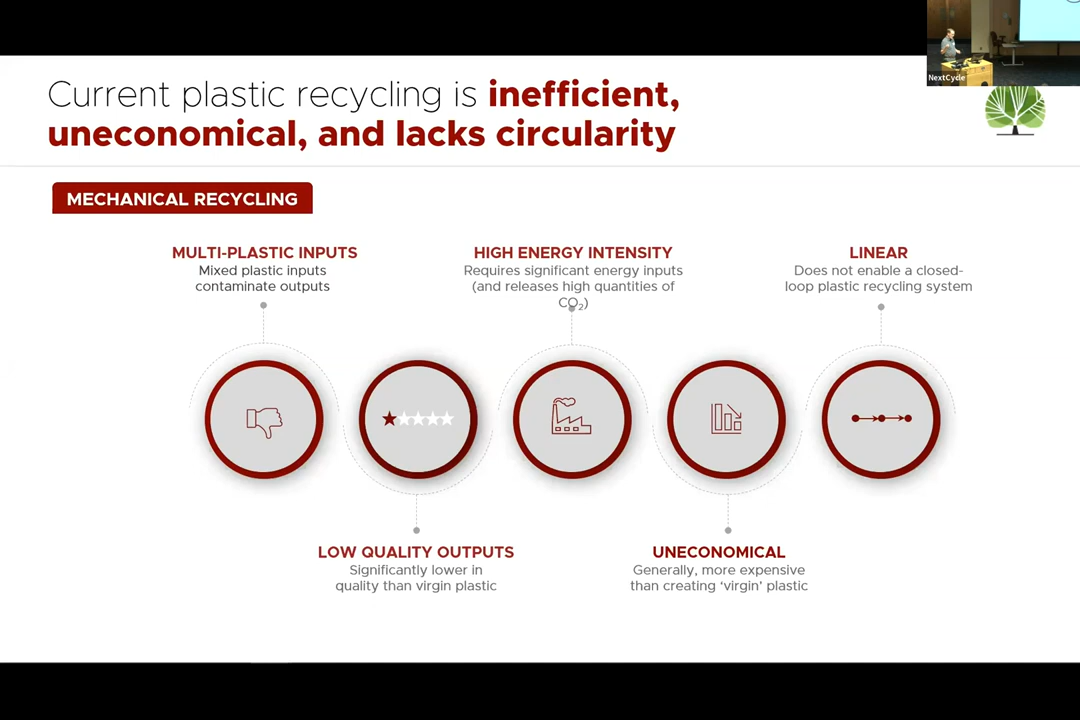 Current plastic recycling is inefficient,
uneconomical, and lacks circularity
NextCycle
MECHANICAL RECYCLING
MULTI-PLASTIC INPUTS
Mixed plastic inputs
contaminate outputs
HIGH ENERGY INTENSITY
Requires significant energy inputs
(and releases high quantities of
CO₂)
LINEAR
Does not enable a closed-
loop plastic recycling system
LOW QUALITY OUTPUTS
Significantly lower in
quality than virgin plastic
UNECONOMICAL
Generally, more expensive
than creating ‘virgin’ plastic